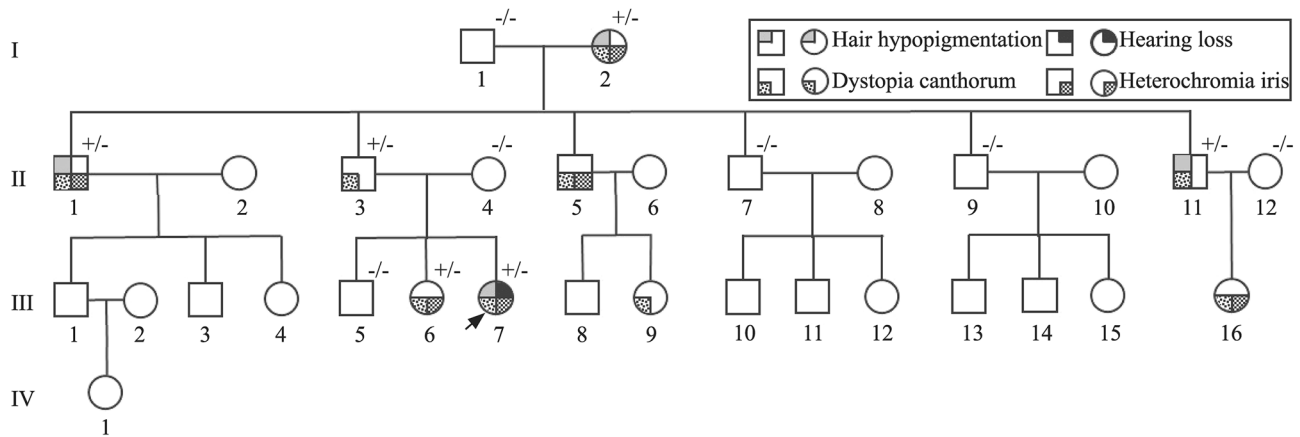 -/- +/-
I
1 2
Hair hypopigmentation Hearing loss
Dystopia canthorum Heterochromia iris
+/- +/- -/- -/- -/- +/- -/-
II
1 2 3 4 5 6 7 8 9 10 11 12
-/- +/- +/-
III
1 2 3 4 5 6 7 8 9 10 11 12 13 14 15 16
IV
1